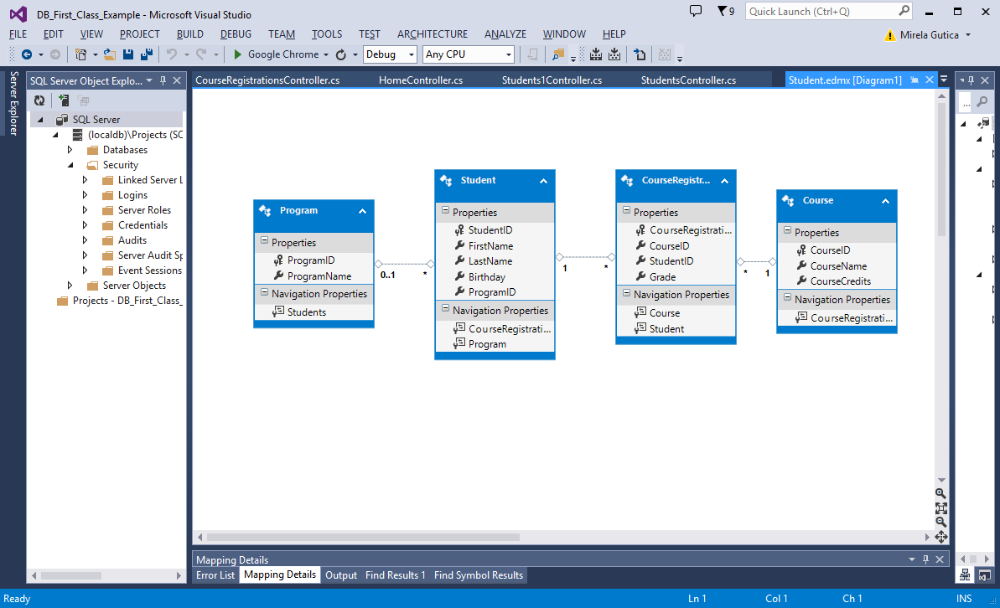 DB_First_Class_Example - Microsoft Visual Studio
9
Quick Launch (Ctrl+Q)
FILE EDIT VIEW PROJECT BUILD DEBUG TEAM TOOLS TEST ARCHITECTURE ANALYZE WINDOW HELP
Mirela Gutica
Google Chrome
Debug
Any CPU
Server Explorer
SQL Server Object Explo...
SQL Server
(localdb)\Projects (SC
Databases
Security
Linked Server L
Logins
Server Roles
Credentials
Audits
Server Audit Sp
Event Sessions
Server Objects
Projects - DB_First_Class_
CourseRegistrationsController.cs
HomeController.cs
Students1Controller.cs
StudentsController.cs
Student.edmx [Diagram1]
...
Program
Properties
ProgramID
ProgramName
Navigation Properties
Students
0..1
*
Student
Properties
StudentID
FirstName
LastName
Birthday
ProgramID
Navigation Properties
CourseRegistrati...
Program
1
*
CourseRegistr...
Properties
CourseRegistrati...
CourseID
StudentID
Grade
Navigation Properties
Course
Student
*
1
Course
Properties
CourseID
CourseName
CourseCredits
Navigation Properties
CourseRegistrati...
Mapping Details
Error List
Mapping Details
Output
Find Results 1
Find Symbol Results
Ready
Ln 1
Col 1
Ch 1
INS